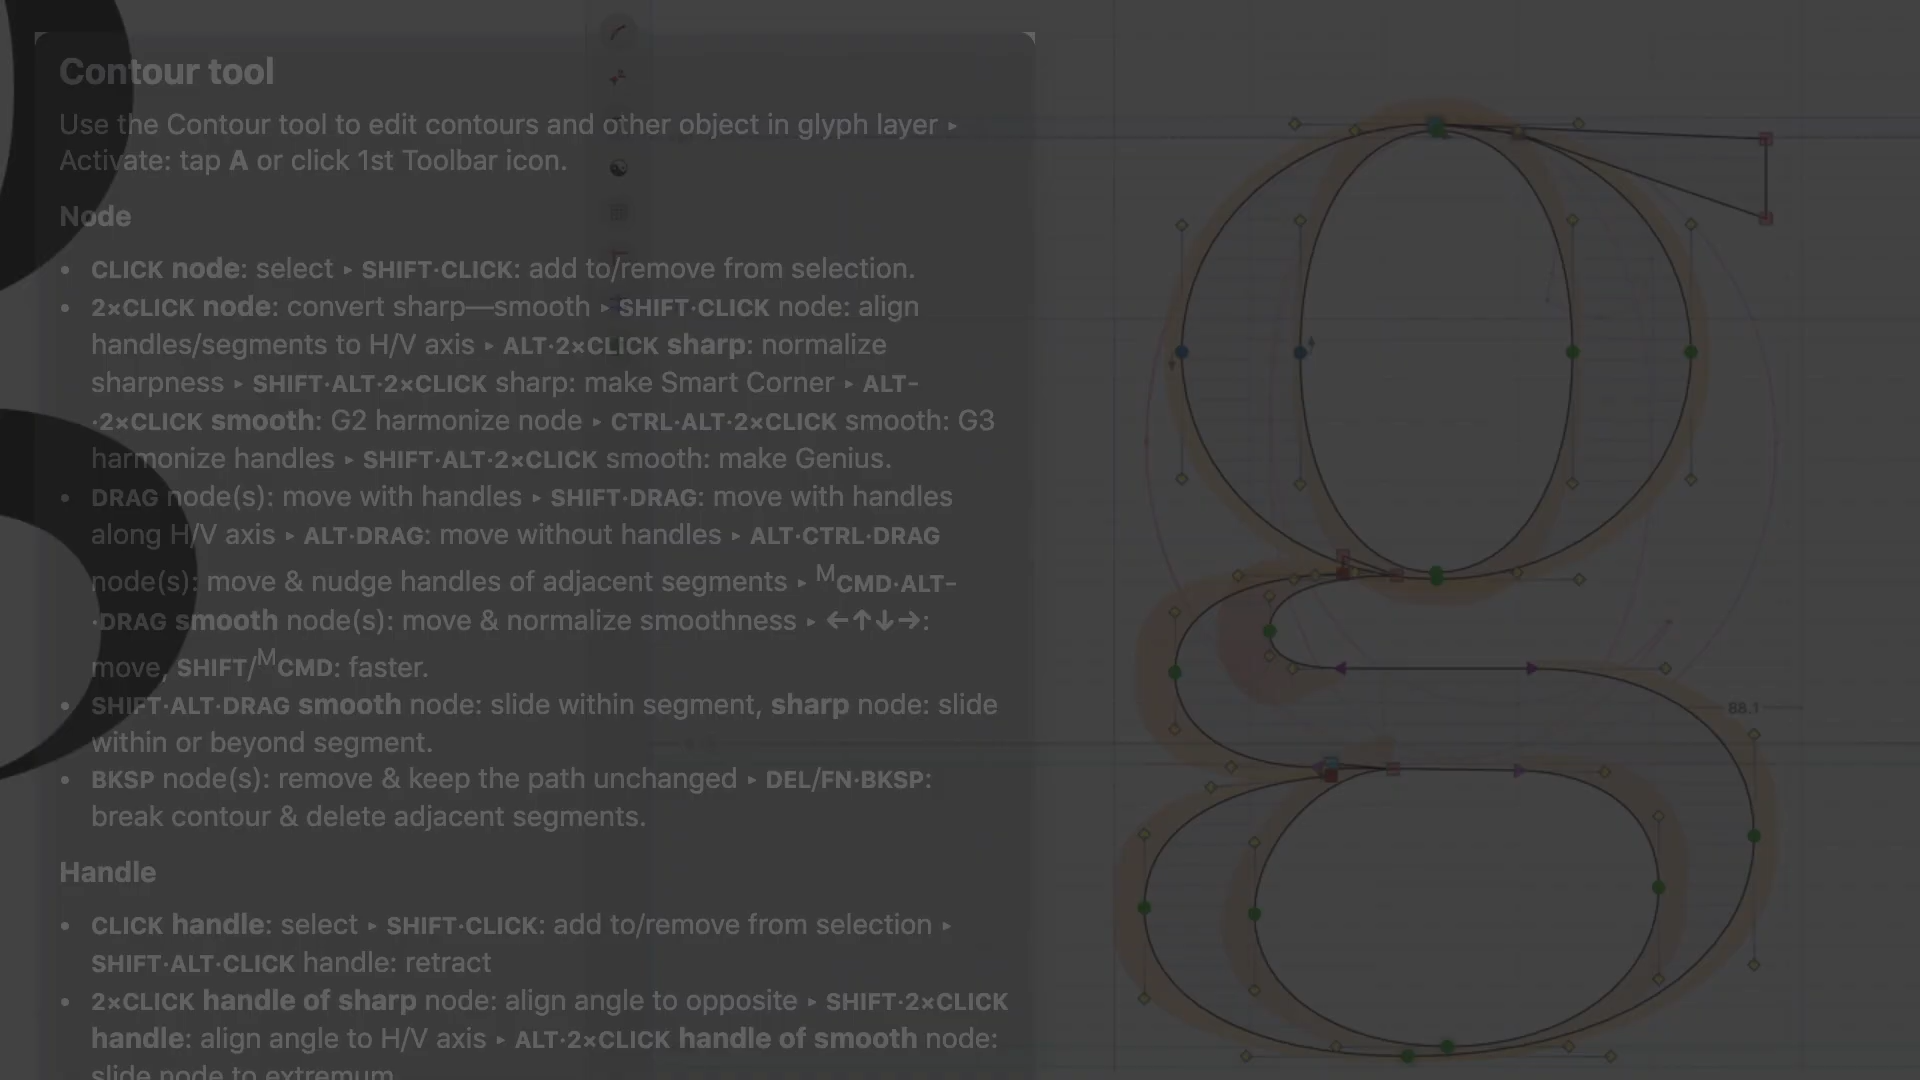 Contour tool
Use the Contour tool to edit contours and other object in glyph layer ▸
Activate: tap A or click 1st Toolbar icon.
Node
• CLICK node: select ▸ SHIFT·CLICK: add to/remove from selection.
• 2×CLICK node: convert sharp—smooth ▸ SHIFT·CLICK node: align
handles/segments to H/V axis ▸ ALT·2×CLICK sharp: normalize
sharpness ▸ SHIFT·ALT·2×CLICK sharp: make Smart Corner ▸ ALT-
·2×CLICK smooth: G2 harmonize node ▸ CTRL·ALT·2×CLICK smooth: G3
harmonize handles ▸ SHIFT·ALT·2×CLICK smooth: make Genius.
• DRAG node(s): move with handles ▸ SHIFT·DRAG: move with handles
along H/V axis ▸ ALT·DRAG: move without handles ▸ ALT·CTRL·DRAG
node(s): move & nudge handles of adjacent segments ▸ MCMD·ALT-
·DRAG smooth node(s): move & normalize smoothness ▸ ←↑↓→:
move, SHIFT/MCMD: faster.
• SHIFT·ALT·DRAG smooth node: slide within segment, sharp node: slide
within or beyond segment.
• BKSP node(s): remove & keep the path unchanged ▸ DEL/FN·BKSP:
break contour & delete adjacent segments.
Handle
• CLICK handle: select ▸ SHIFT·CLICK: add to/remove from selection ▸
SHIFT·ALT·CLICK handle: retract
• 2×CLICK handle of sharp node: align angle to opposite ▸ SHIFT·2×CLICK
handle: align angle to H/V axis ▸ ALT·2×CLICK handle of smooth node:
slide node to extremum
88.1